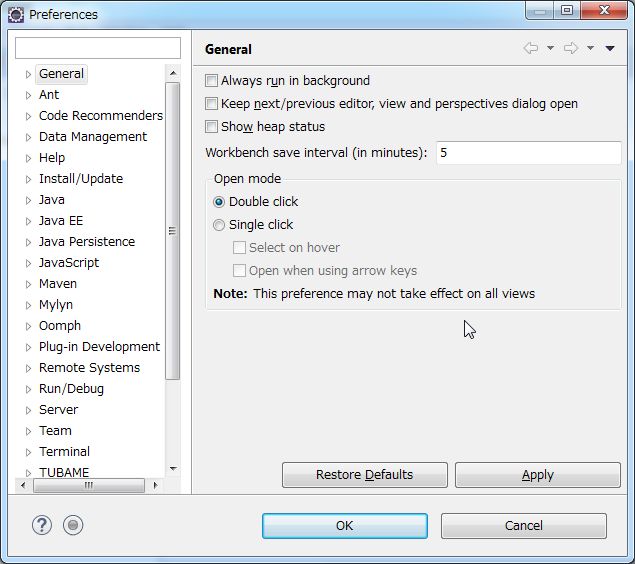 Preferences
General
Ant
Code Recommenders
Data Management
Help
Install/Update
Java
Java EE
Java Persistence
JavaScript
Maven
Mylyn
Oomph
Plug-in Development
Remote Systems
Run/Debug
Server
Team
Terminal
TUBAME
General
Always run in background
Keep next/previous editor, view and perspectives dialog open
Show heap status
Workbench save interval (in minutes): 5
Open mode
Double click
Single click
Select on hover
Open when using arrow keys
Note: This preference may not take effect on all views
Restore Defaults Apply
OK Cancel